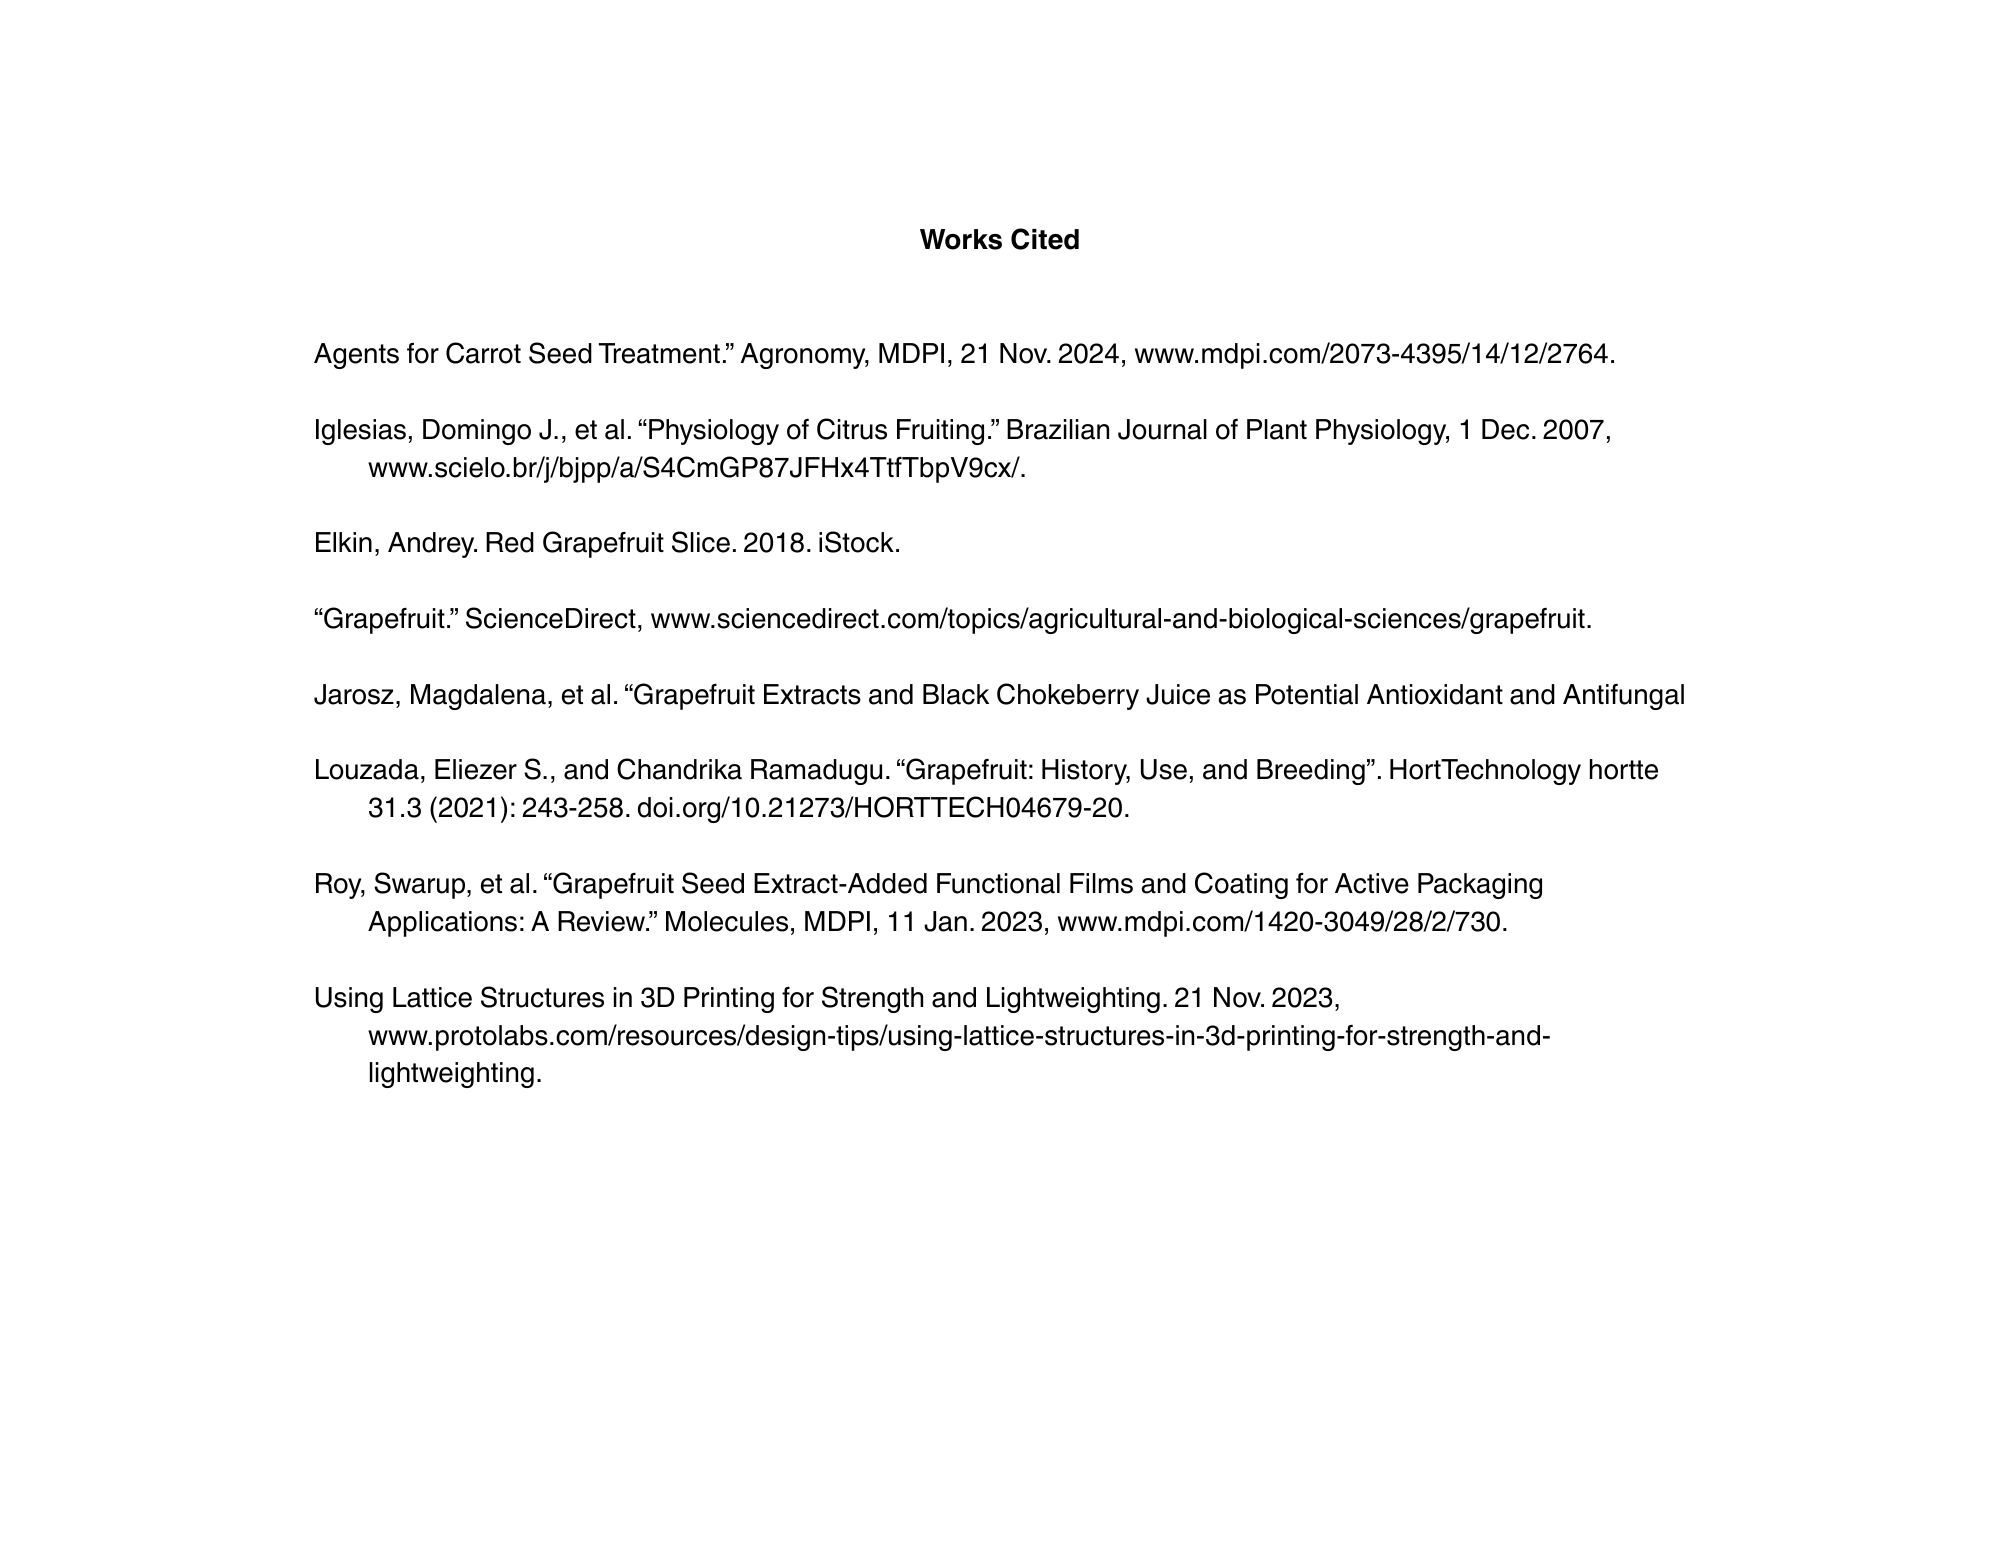 Works Cited
Agents for Carrot Seed Treatment.” Agronomy, MDPI, 21 Nov. 2024, www.mdpi.com/2073-4395/14/12/2764.
Iglesias, Domingo J., et al. “Physiology of Citrus Fruiting.” Brazilian Journal of Plant Physiology, 1 Dec. 2007,
www.scielo.br/j/bjpp/a/S4CmGP87JFHx4TtfTbpV9cx/.
Elkin, Andrey. Red Grapefruit Slice. 2018. iStock.
“Grapefruit.” ScienceDirect, www.sciencedirect.com/topics/agricultural-and-biological-sciences/grapefruit.
Jarosz, Magdalena, et al. “Grapefruit Extracts and Black Chokeberry Juice as Potential Antioxidant and Antifungal
Louzada, Eliezer S., and Chandrika Ramadugu. “Grapefruit: History, Use, and Breeding”. HortTechnology hortte
31.3 (2021): 243-258. doi.org/10.21273/HORTTECH04679-20.
Roy, Swarup, et al. “Grapefruit Seed Extract-Added Functional Films and Coating for Active Packaging
Applications: A Review.” Molecules, MDPI, 11 Jan. 2023, www.mdpi.com/1420-3049/28/2/730.
Using Lattice Structures in 3D Printing for Strength and Lightweighting. 21 Nov. 2023,
www.protolabs.com/resources/design-tips/using-lattice-structures-in-3d-printing-for-strength-and-
lightweighting.